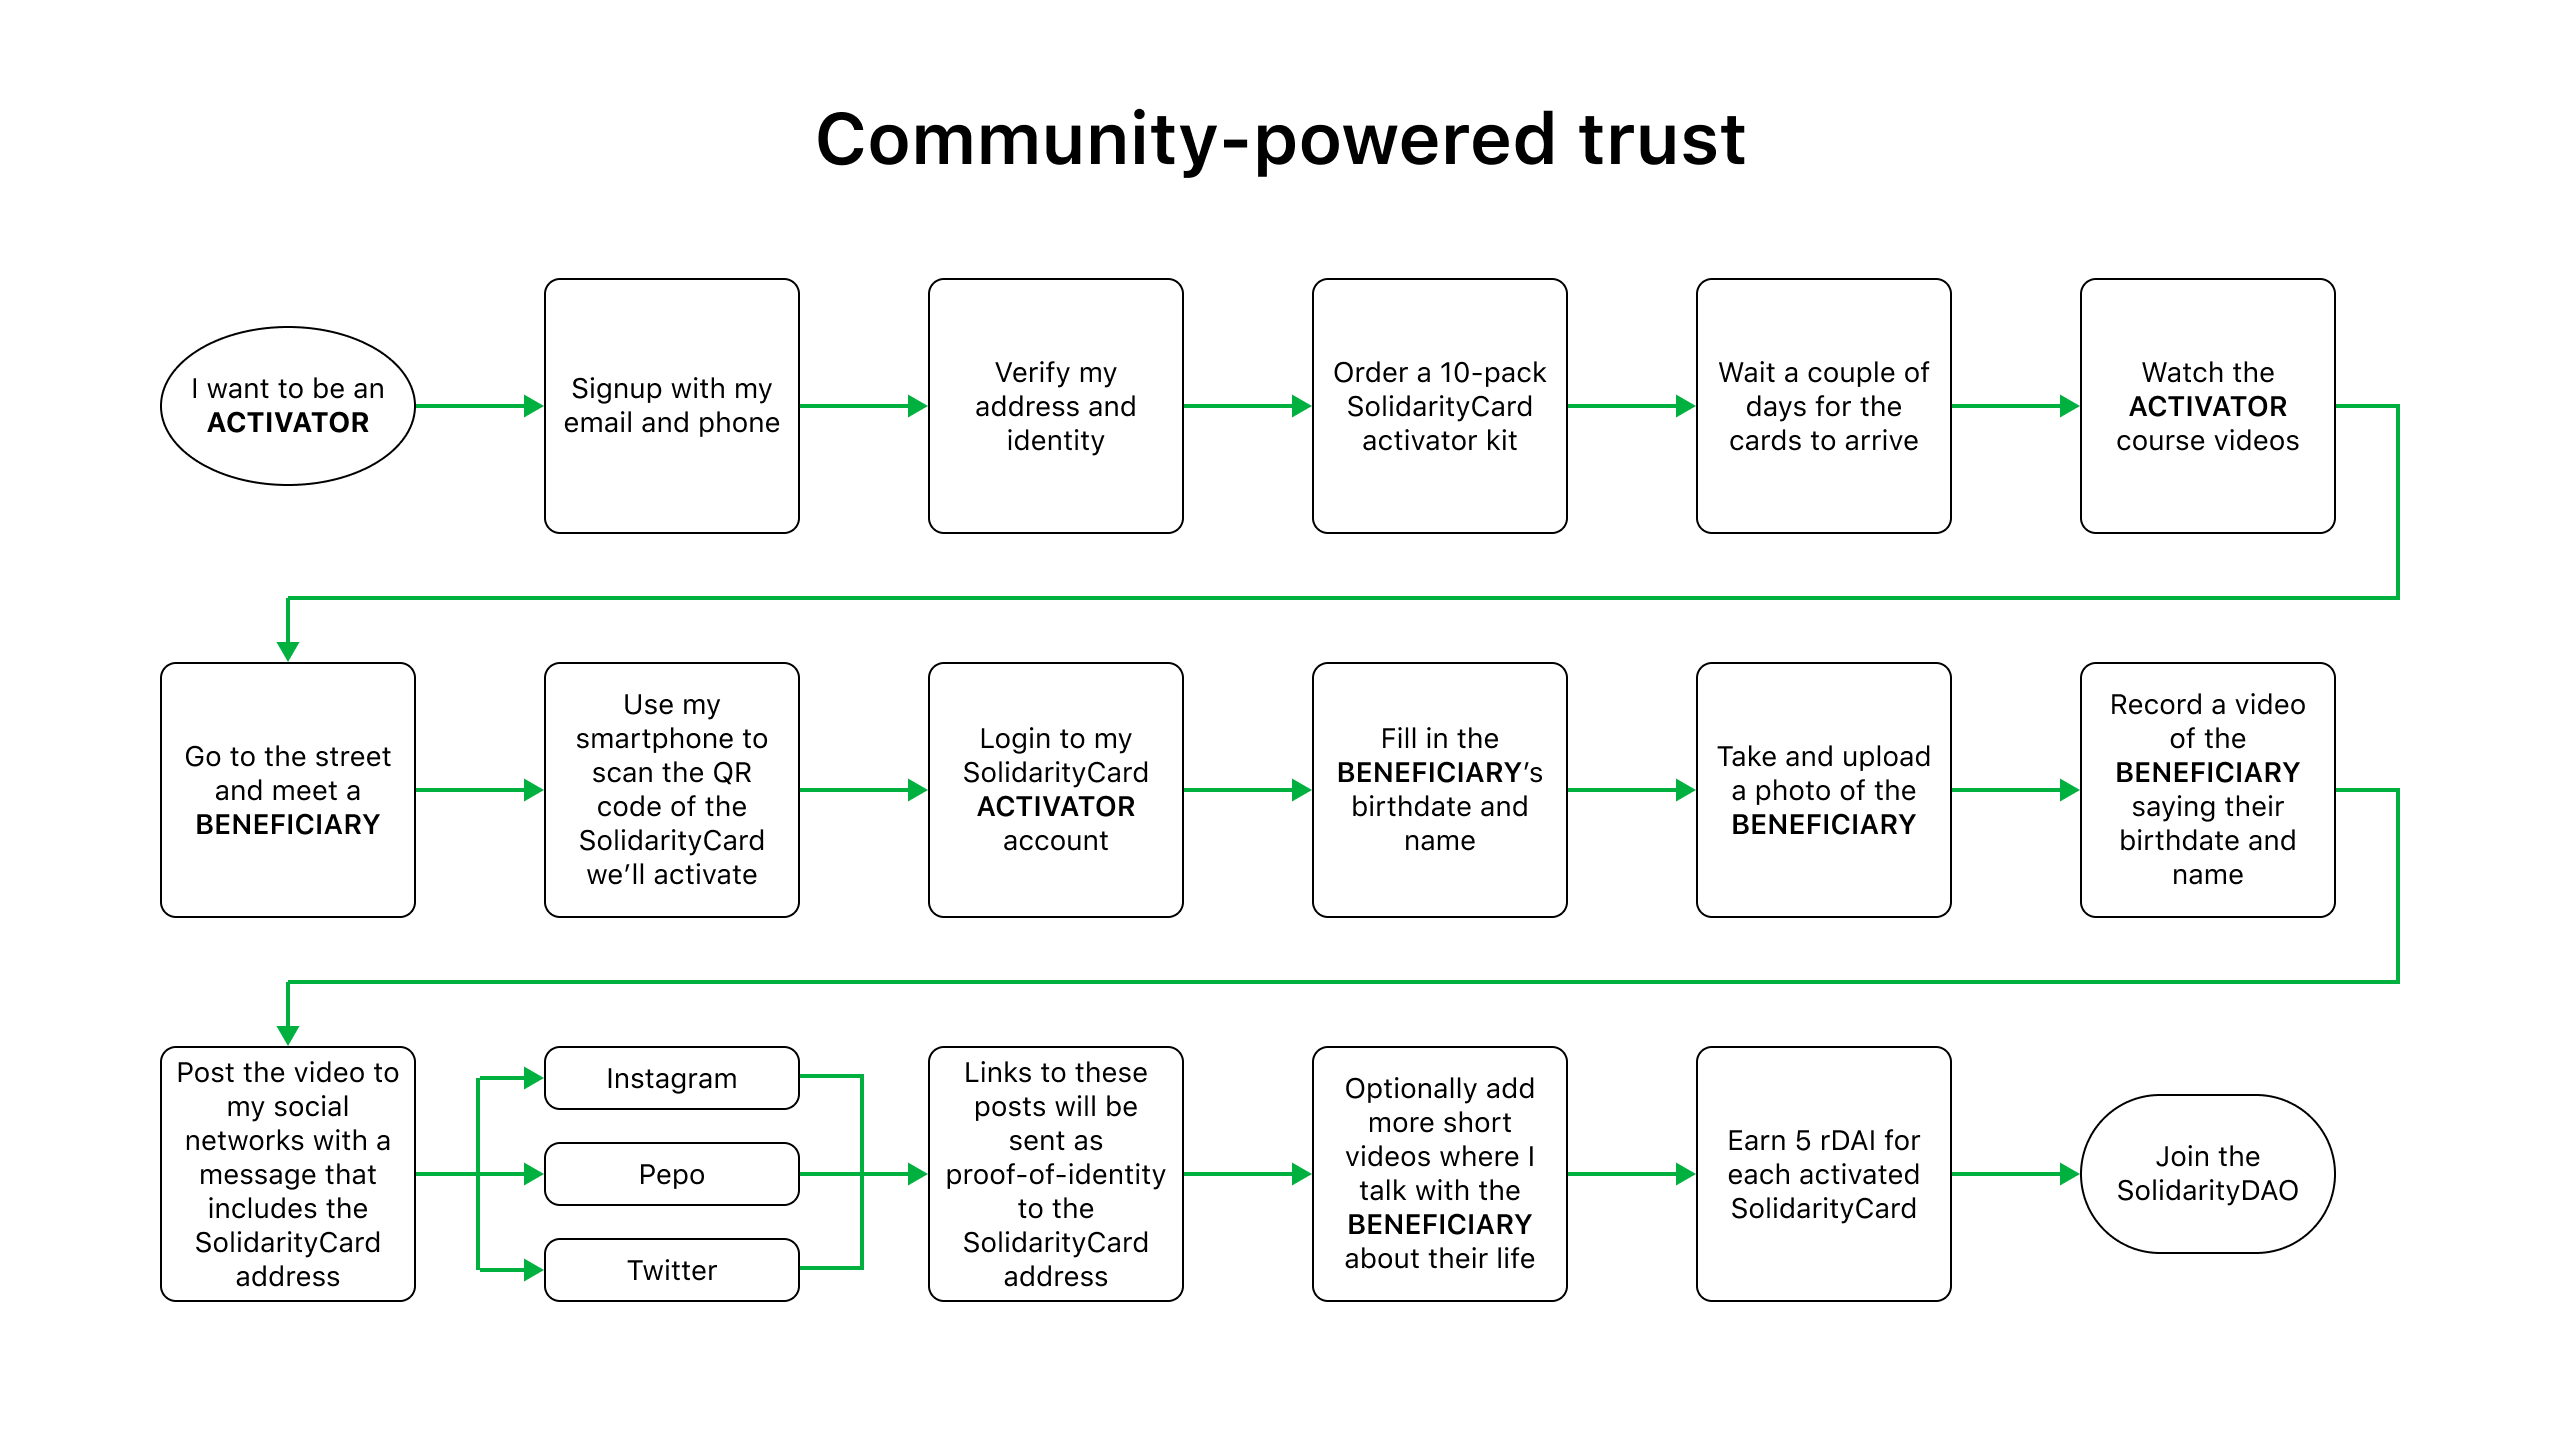 Community-powered trust
I want to be an
ACTIVATOR
Signup with my
email and phone
Verify my
address and
identity
Order a 10-pack
SolidarityCard
activator kit
Wait a couple of
days for the
cards to arrive
Watch the
ACTIVATOR
course videos
Go to the street
and meet a
BENEFICIARY
Use my
smartphone to
scan the QR
code of the
SolidarityCard
we’ll activate
Login to my
SolidarityCard
ACTIVATOR
account
Fill in the
BENEFICIARY’s
birthdate and
name
Take and upload
a photo of the
BENEFICIARY
Record a video
of the
BENEFICIARY
saying their
birthdate and
name
Post the video to
my social
networks with a
message that
includes the
SolidarityCard
address
Instagram
Pepo
Twitter
Links to these
posts will be
sent as
proof-of-identity
to the
SolidarityCard
address
Optionally add
more short
videos where I
talk with the
BENEFICIARY
about their life
Earn 5 rDAI for
each activated
SolidarityCard
Join the
SolidarityDAO